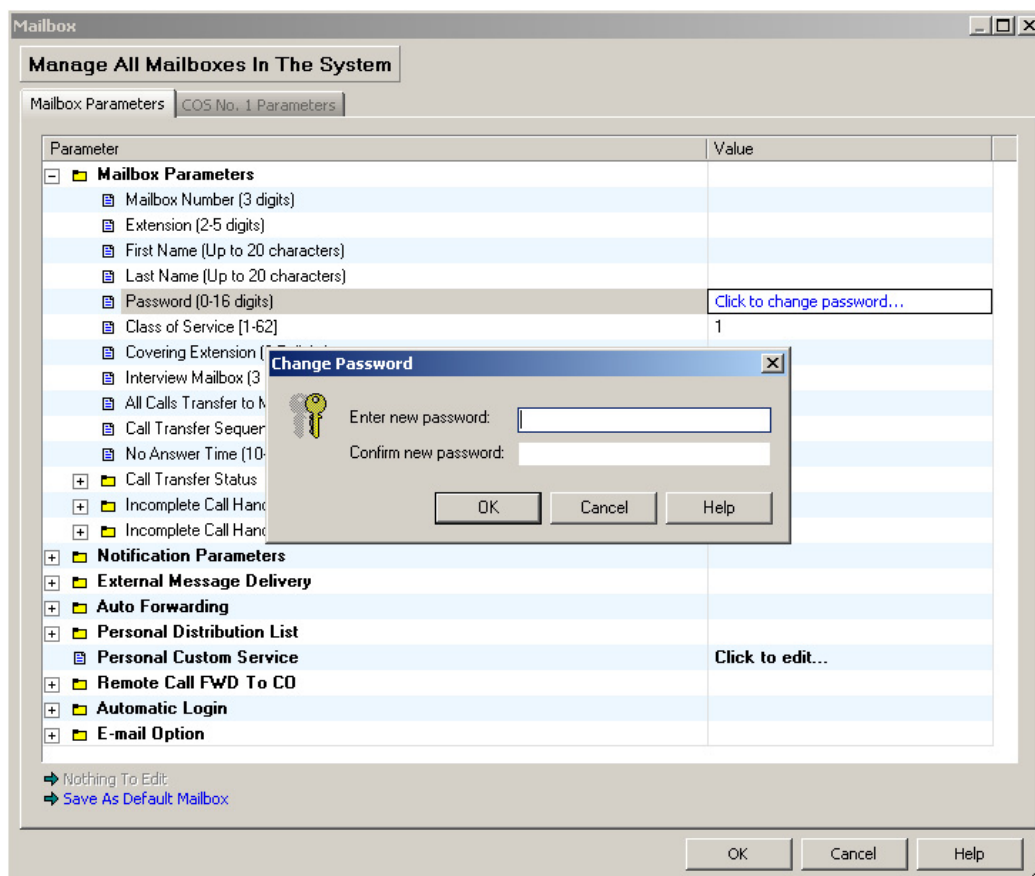 Mailbox
Manage All Mailboxes In The System
Mailbox Parameters COS No. 1 Parameters
Parameter Value
Mailbox Parameters
Mailbox Number (3 digits)
Extension (2-5 digits)
First Name (Up to 20 characters)
Last Name (Up to 20 characters)
Password (0-16 digits) Click to change password...
Class of Service [1-62] 1
Covering Extension
Change Password
Interview Mailbox (3
All Calls Transfer to
Enter new password:
Call Transfer
Confirm new password:
No Answer Time (10-
Call Transfer Status
OK Cancel Help
Incomplete Call
Incomplete Call
Notification Parameters
External Message Delivery
Auto Forwarding
Personal Distribution List
Personal Custom Service Click to edit...
Remote Call FWD To CO
Automatic Login
E-mail Option
Nothing To Edit
Save As Default Mailbox
OK Cancel Help